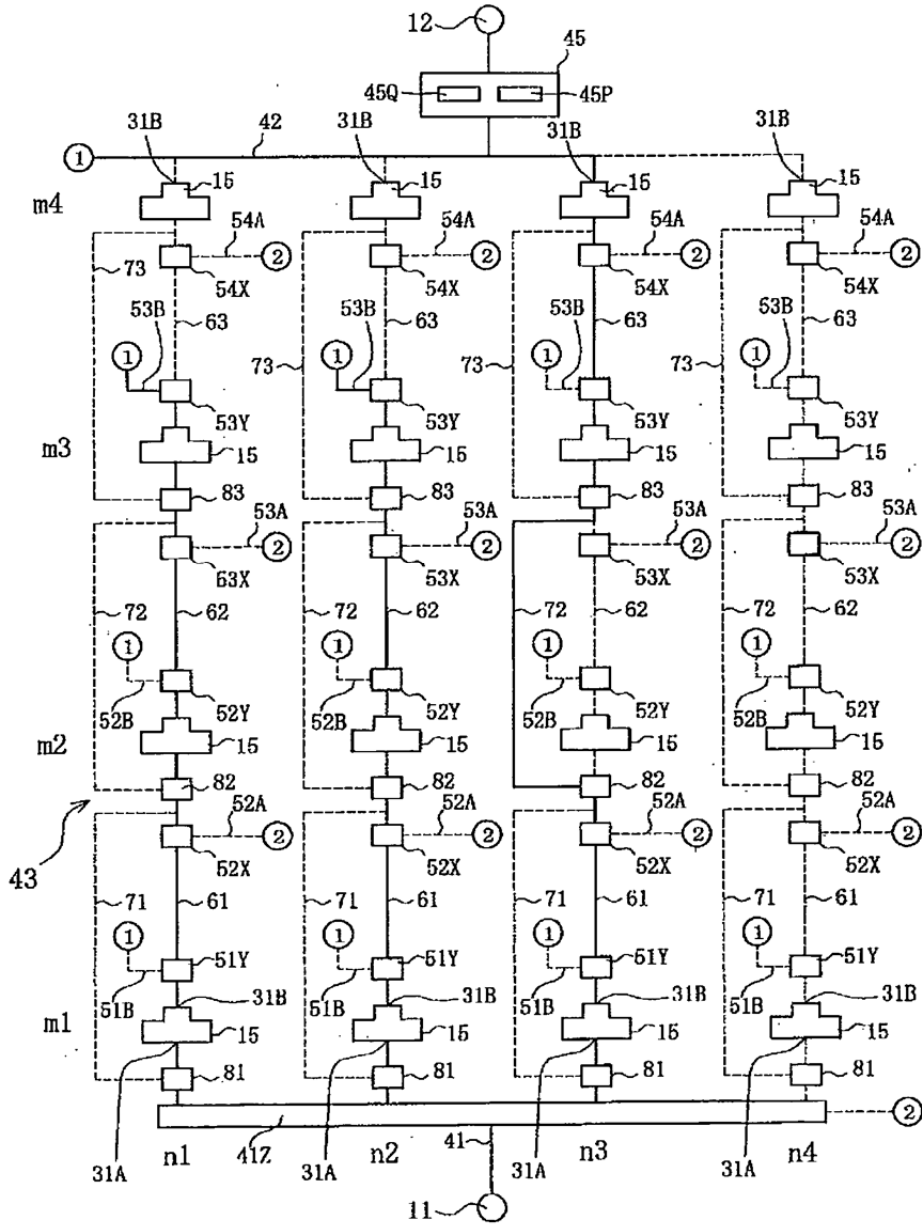 12
45
45Q 45P
31B 42 31B 31B 31B
1
15 15 15 15
m4
54A 54A 54A 54A
2 2 2 2
73 54X 54X 54X 54X
53B 63 53B 63 53B 63 53B 63
1 1 1 1
73 73 73
53Y 53Y 53Y 53Y
m3 15 15 15 15
83 83 83 83
53A 53A 53A 53A
2 2 2 2
63X 53X 53X 53X
72 62 72 62 72 62 72 62
1 1 1 1
52B 52Y 52B 52Y 52B 52Y 52B 52Y
m2 15 15 15 15
82 82 82 82
52A 52A 52A 52A
2 2 2 2
43 52X 52X 52X 52X
71 61 71 61 71 61 71 61
1 1 1 1
51Y 51Y 51Y 51Y
51B 31B 51B 31B 51B 31B 51B 31B
m1 15 15 15 15
31A 81 81 81 81
2
n1 41Z 31A n2 41 31A n3 31A n4
11